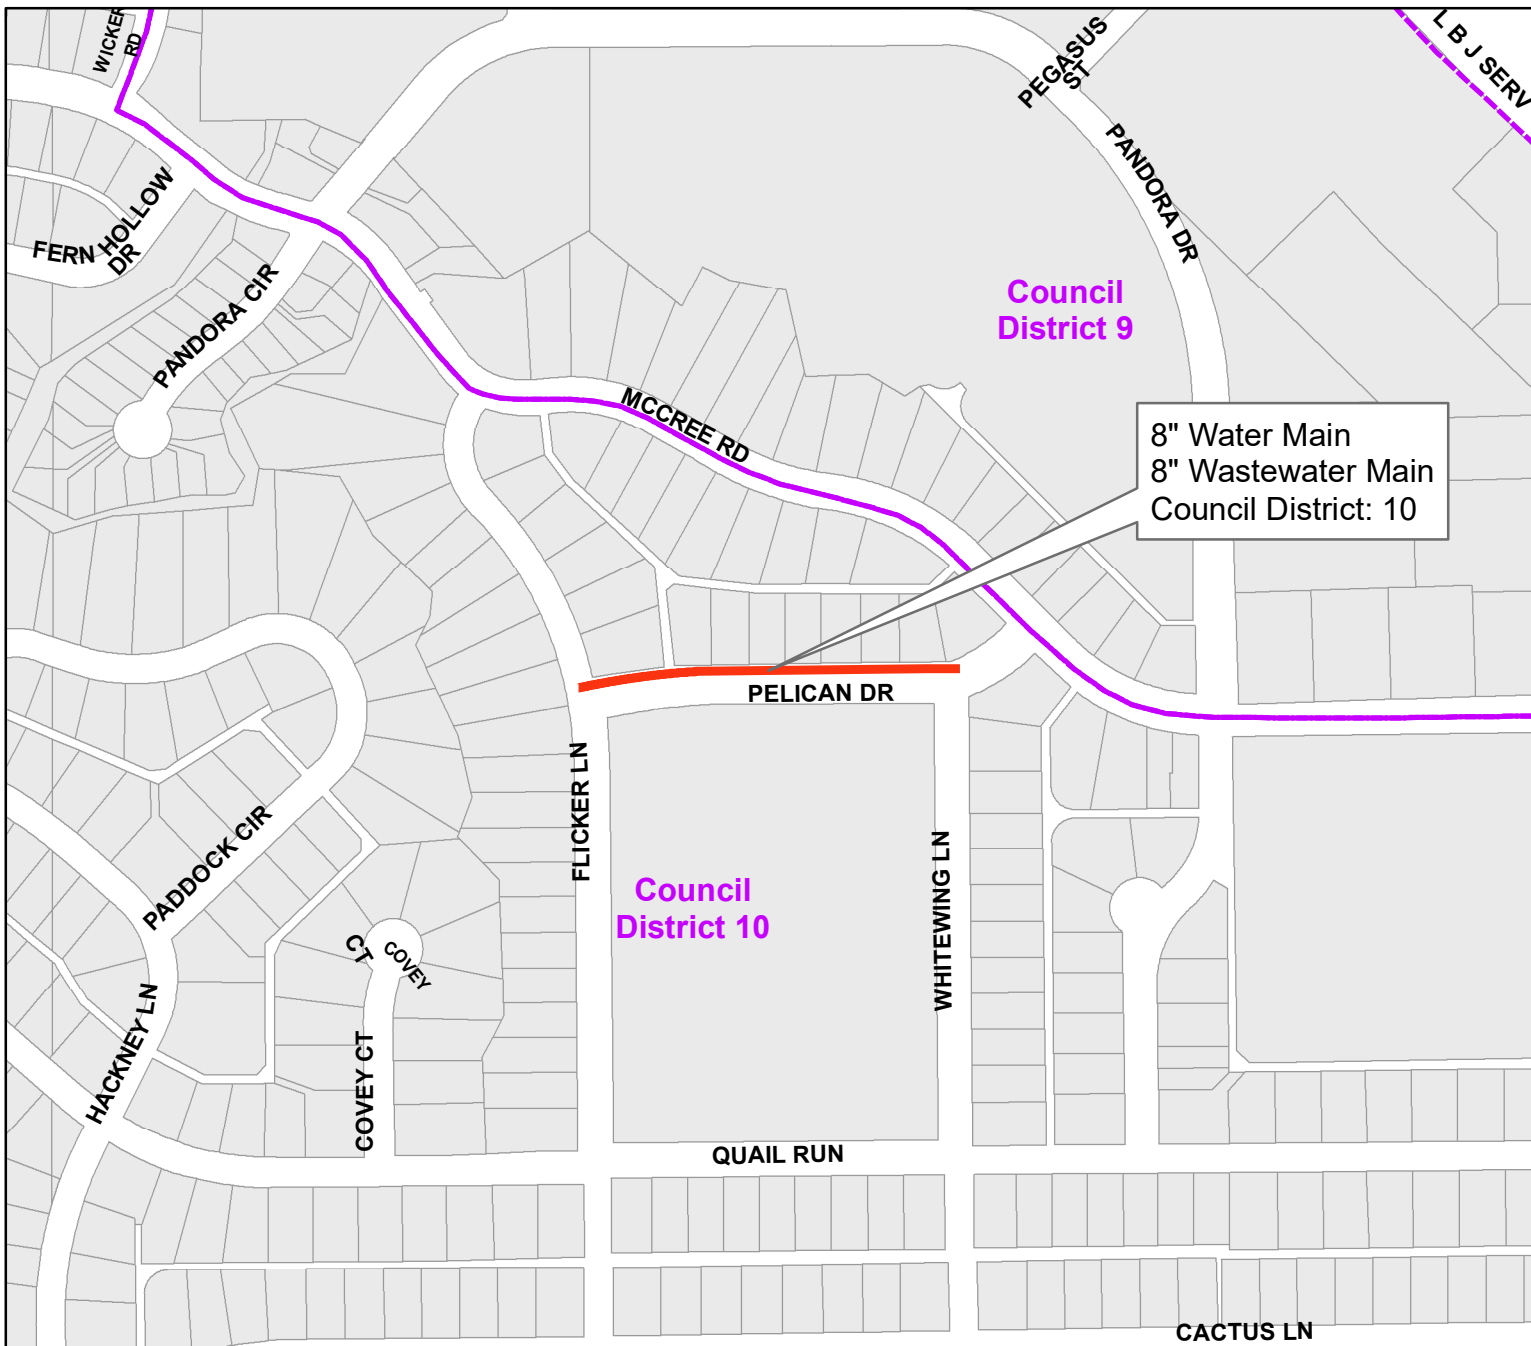 WICKER
RD
PEGASUS
ST
L B J SERV
PANDORA DR
FERN HOLLOW
DR
PANDORA CIR
Council
District 9
MCCREE RD
8" Water Main
8" Wastewater Main
Council District: 10
PELICAN DR
FLICKER LN
PADDOCK CIR
WHITEWING LN
Council
District 10
COVEY
CT
HACKNEY LN
COVEY CT
QUAIL RUN
CACTUS LN